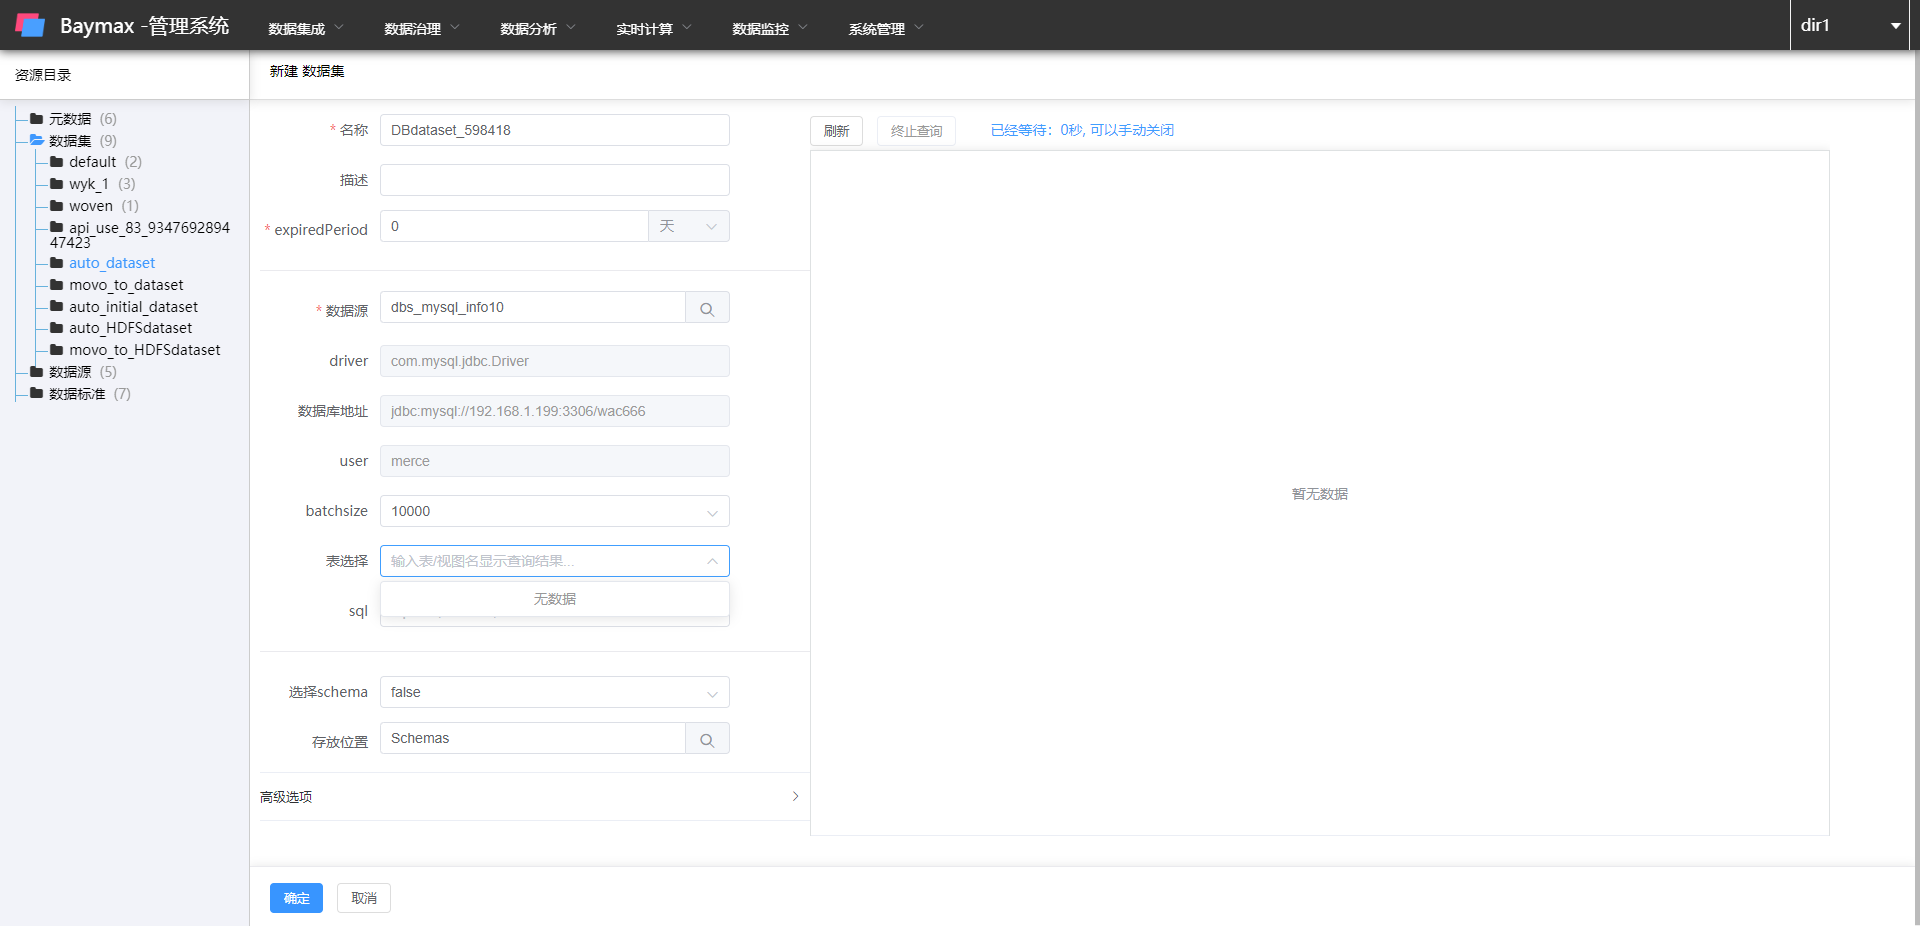 Baymax -管理系统
数据集成
数据治理
数据分析
实时计算
数据监控
系统管理
dir1
资源目录
元数据 (6)
数据集 (9)
default (2)
wyk_1 (3)
woven (1)
api_use_83_9347692894
47423
auto_dataset
movo_to_dataset
auto_initial_dataset
auto_HDFSdataset
movo_to_HDFSdataset
数据源 (5)
数据标准 (7)
新建 数据集
* 名称 DBdataset_598418
描述
* expiredPeriod 0 天
* 数据源 dbs_mysql_info10
driver com.mysql.jdbc.Driver
数据库地址 jdbc:mysql://192.168.1.199:3306/wac666
user merce
batchsize 10000
表选择 输入表/视图名显示查询结果...
无数据
sql
选择schema false
存放位置 Schemas
高级选项
刷新 终止查询 已经等待：0秒, 可以手动关闭
暂无数据
确定 取消